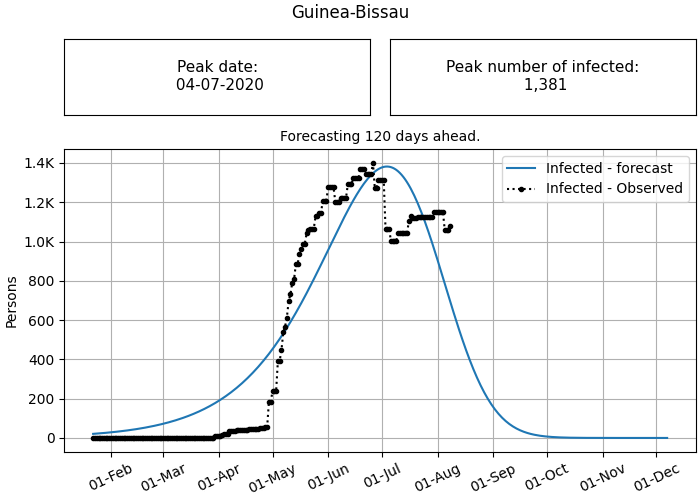 Guinea-Bissau
Peak date:
04-07-2020
Peak number of infected:
1,381
Forecasting 120 days ahead.
Infected - forecast
Infected - Observed
Persons
1.4K
1.2K
1.0K
800
600
400
200
0
01-Feb
01-Mar
01-Apr
01-May
01-Jun
01-Jul
01-Aug
01-Sep
01-Oct
01-Nov
01-Dec